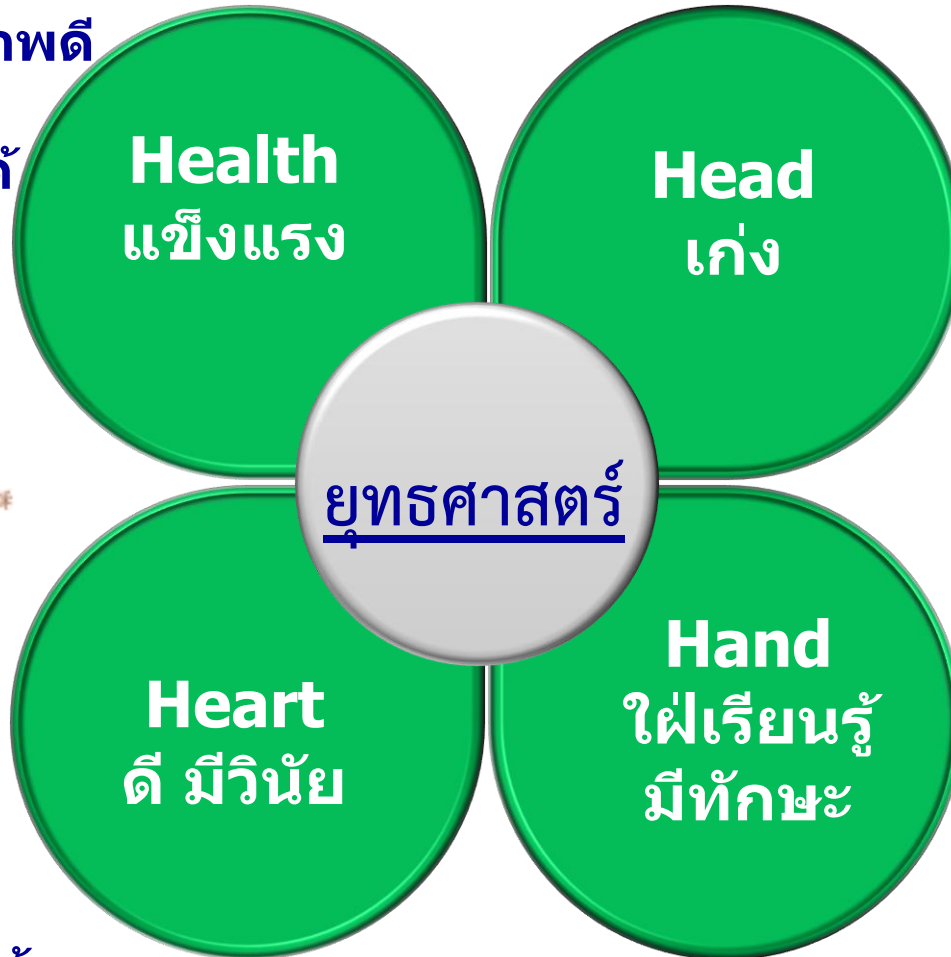 Health
แข็งแรง
Head
เก่ง
ยุทธศาสตร์
Heart
ดี มีวินัย
Hand
ใฝ่เรียนรู้
มีทักษะ